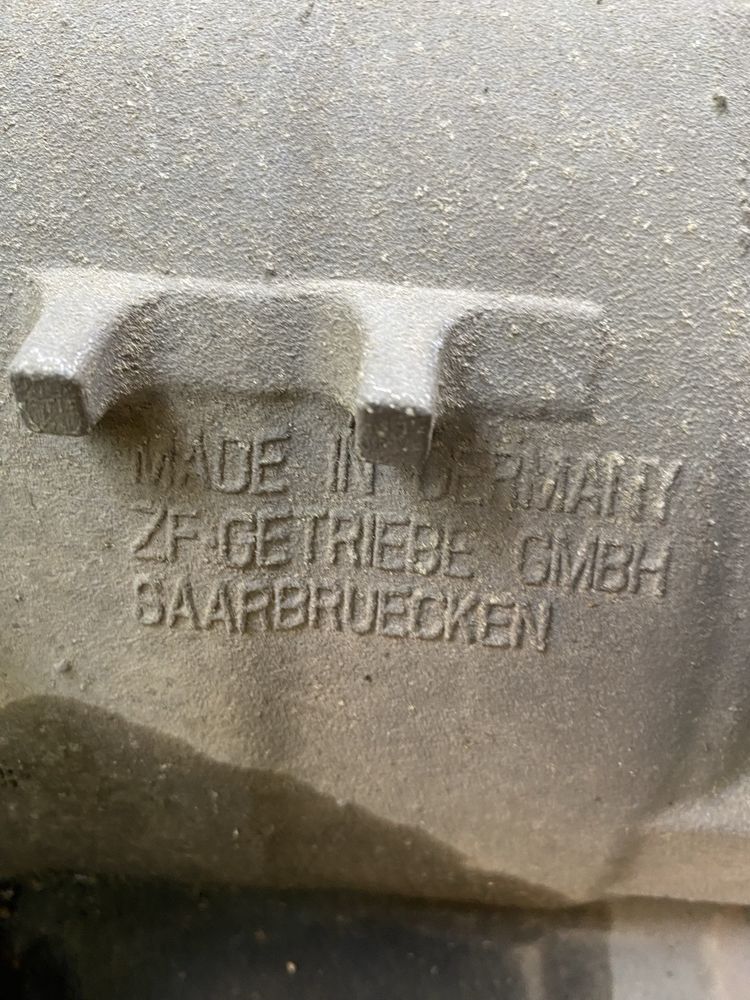 MADE IN GERMANY
ZF-GETRIEBE GMBH
SAARBRUECKEN